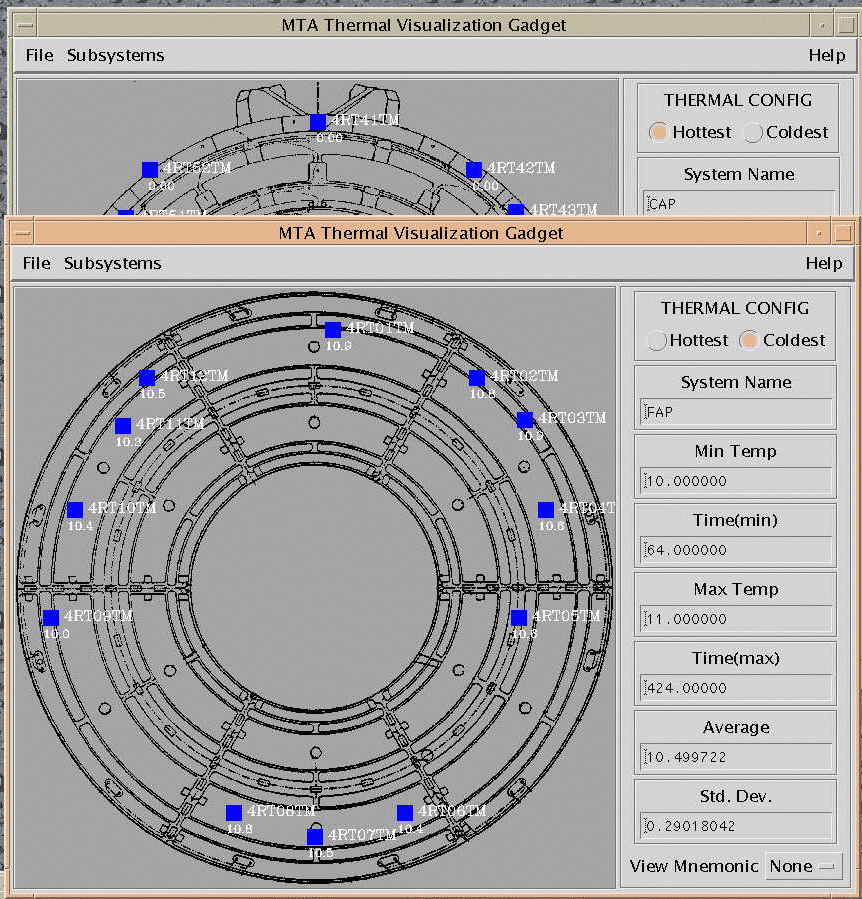 MTA Thermal Visualization Gadget
File Subsystems Help
4RT41TM
0.00
4RT52TM
0.00
4RT42TM
0.00
4RT51TM
4RT43TM
THERMAL CONFIG
Hottest Coldest
System Name
CAP
MTA Thermal Visualization Gadget
File Subsystems Help
4RT01TM
10.9
4RT12TM
10.5
4RT02TM
10.8
4RT11TM
10.3
4RT03TM
10.9
4RT10TM
10.4
4RT04T
10.6
4RT09TM
10.0
4RT05TM
10.6
4RT08TM
10.8
4RT06TM
10.4
4RT07TM
10.5
THERMAL CONFIG
Hottest Coldest
System Name
FAP
Min Temp
10.000000
Time(min)
64.000000
Max Temp
11.000000
Time(max)
424.00000
Average
10.499722
Std. Dev.
0.29018042
View Mnemonic None